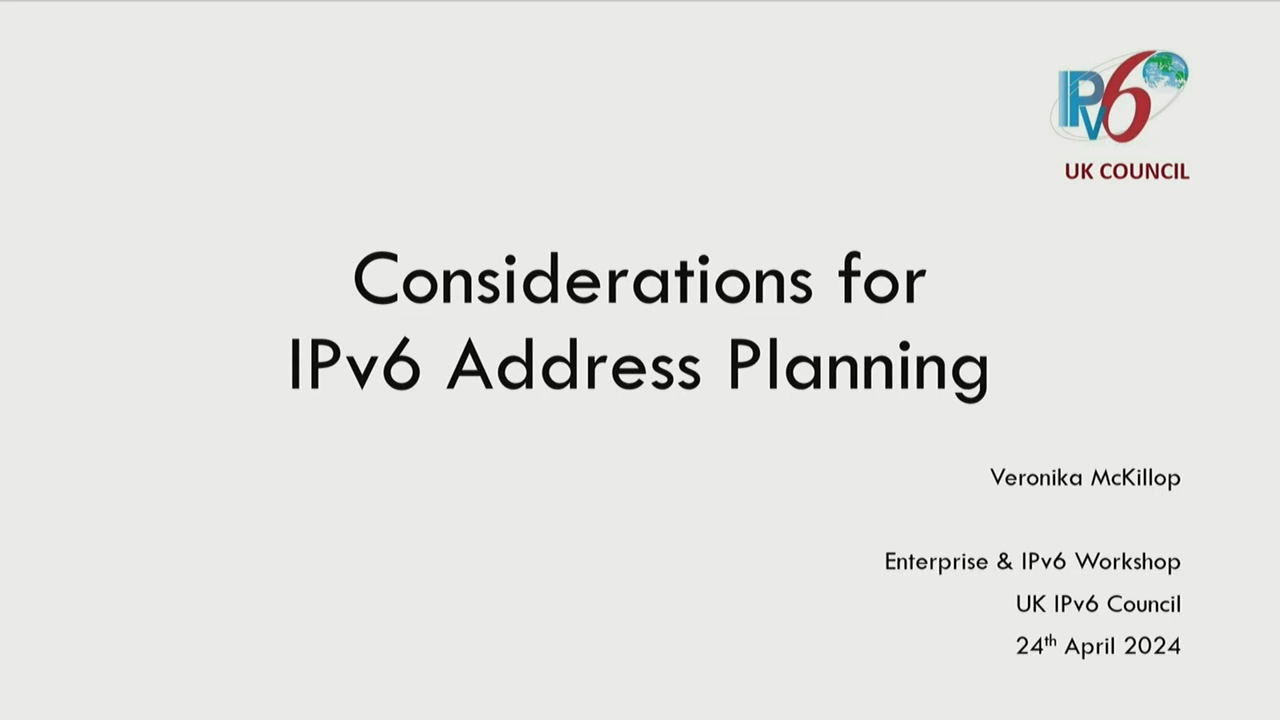 IPv6
UK COUNCIL
Considerations for
IPv6 Address Planning
Veronika McKillop
Enterprise & IPv6 Workshop
UK IPv6 Council
24th April 2024